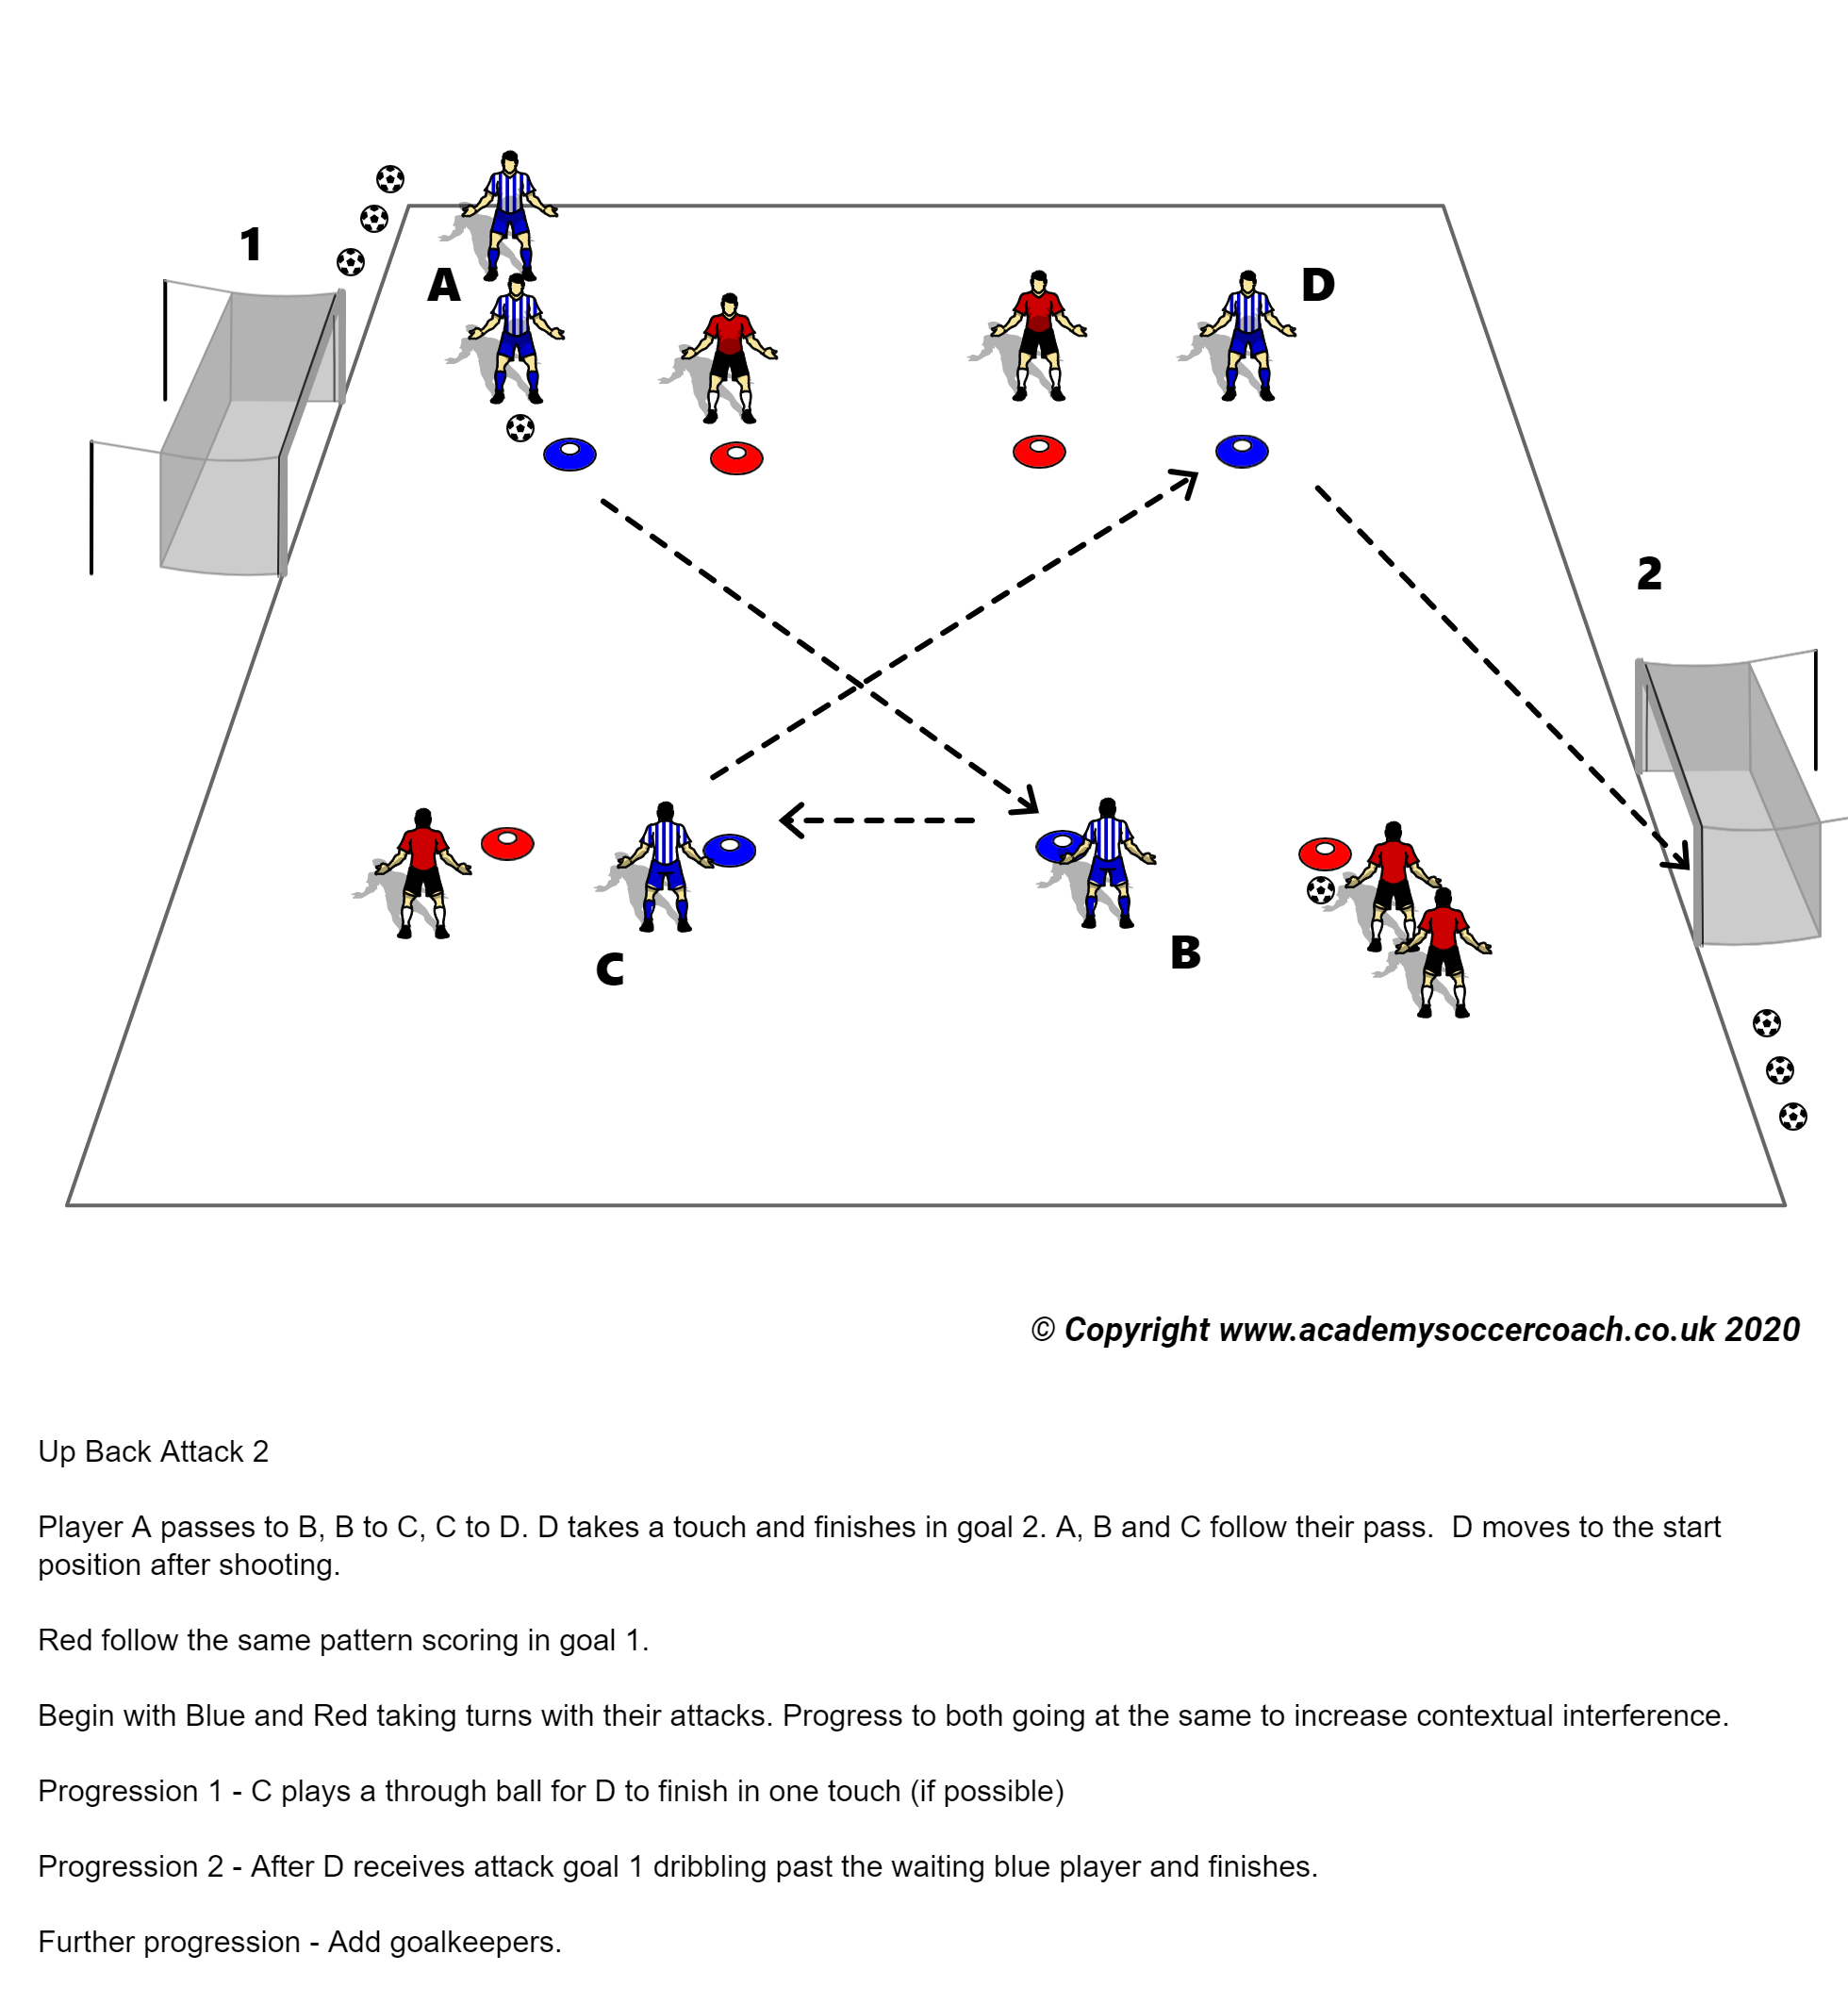 1
A
D
2
C
B
© Copyright www.academysoccercoach.co.uk 2020
Up Back Attack 2
Player A passes to B, B to C, C to D. D takes a touch and finishes in goal 2. A, B and C follow their pass.  D moves to the start
position after shooting.
Red follow the same pattern scoring in goal 1.
Begin with Blue and Red taking turns with their attacks. Progress to both going at the same to increase contextual interference.
Progression 1 - C plays a through ball for D to finish in one touch (if possible)
Progression 2 - After D receives attack goal 1 dribbling past the waiting blue player and finishes.
Further progression - Add goalkeepers.